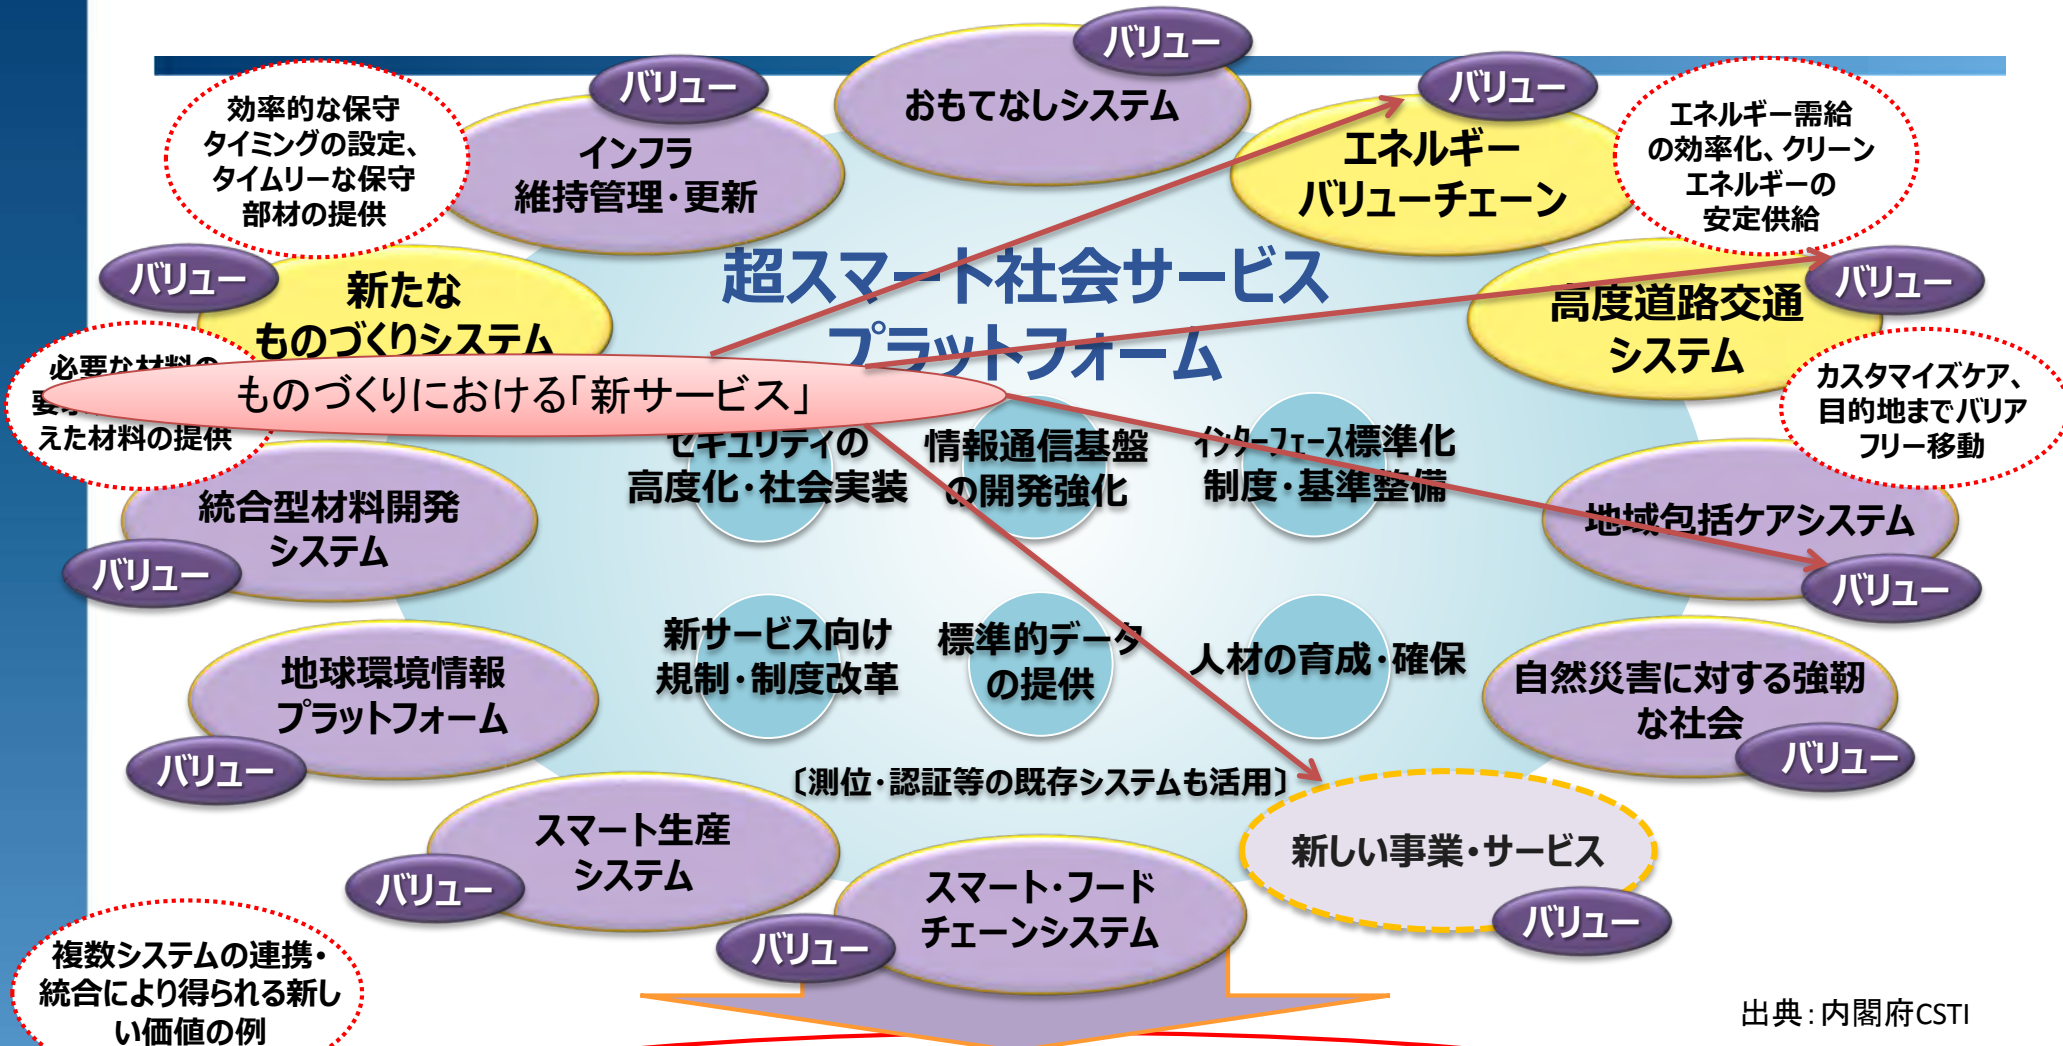 バリュー
おもてなしシステム
バリュー
インフラ
維持管理・更新
バリュー
エネルギー
バリューチェーン
効率的な保守
タイミングの設定、
タイムリーな保守
部材の提供
エネルギー需給
の効率化、クリーン
エネルギーの
安定供給
超スマート社会サービス
プラットフォーム
バリュー
新たな
ものづくりシステム
バリュー
高度道路交通
システム
必要な材料の
えた材料の提供
ものづくりにおける「新サービス」
カスタマイズケア、
目的地までバリア
フリー移動
セキュリティの
高度化・社会実装
情報通信基盤
の開発強化
インターフェース標準化
制度・基準整備
統合型材料開発
システム
バリュー
地域包括ケアシステム
バリュー
新サービス向け
規制・制度改革
標準的データ
の提供
人材の育成・確保
地球環境情報
プラットフォーム
バリュー
自然災害に対する強靭
な社会
バリュー
〔測位・認証等の既存システムも活用〕
スマート生産
システム
バリュー
スマート・フード
チェーンシステム
バリュー
新しい事業・サービス
バリュー
複数システムの連携・
統合により得られる新し
い価値の例
出典：内閣府CSTI